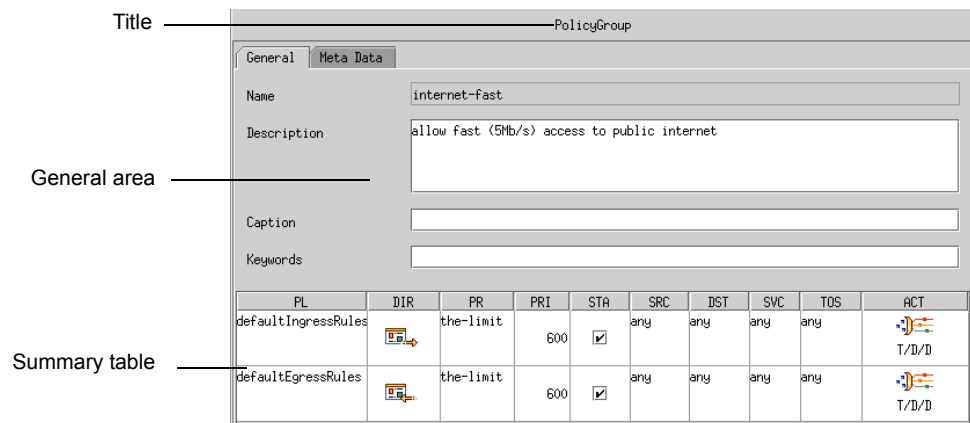 Title
PolicyGroup
General Meta Data
Name internet-fast
Description allow fast (5Mb/s) access to public internet
General area
Caption
Keywords
PL DIR PR PRI STA SRC DST SVC TOS ACT
defaultIngressRules the-limit 600 any any any any T/D/D
Summary table
defaultEgressRules the-limit 600 any any any any T/D/D